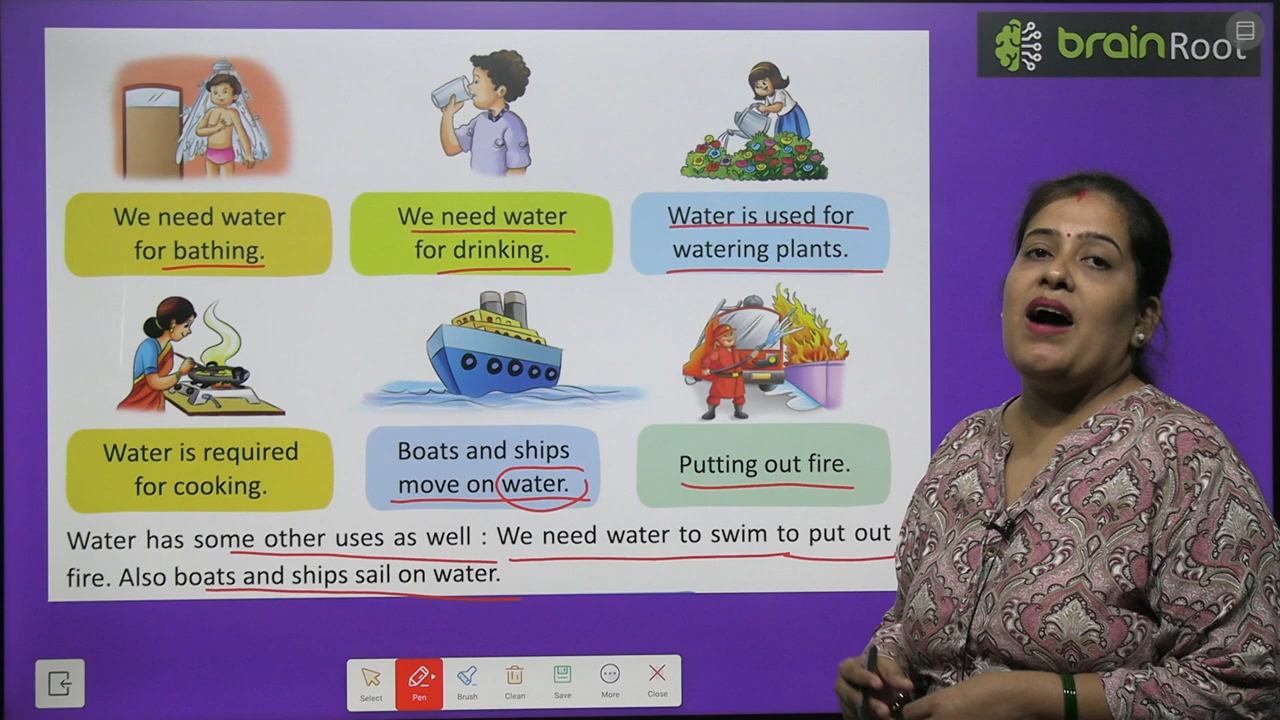 brainRoot
We need water
for bathing.
We need water
for drinking.
Water is used for
watering plants.
Water is required
for cooking.
Boats and ships
move on water.
Putting out fire.
Water has some other uses as well : We need water to swim to put out
fire. Also boats and ships sail on water.
Select
Pen
Brush
Clean
Save
More
Close